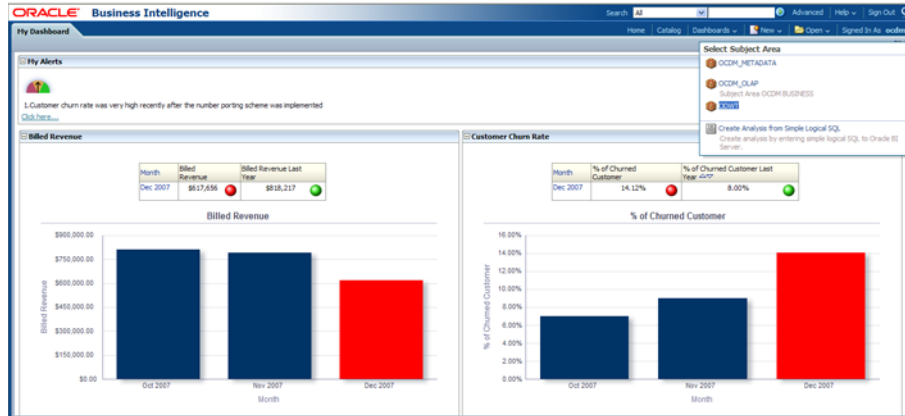 ORACLE Business Intelligence
Search All Advanced Help Sign Out
My Dashboard
Home Catalog Dashboards New Open Signed In As ocdm
Select Subject Area
OCDM_METADATA
OCDM_OLAP
Subject Area OCDM BUSINESS
Create Analysis from Simple Logical SQL
Create analysis by entering simple logical SQL to Oracle BI
Server.
My Alerts
1.Customer churn rate was very high recently after the number porting scheme was implemented
Click here....
Billed Revenue
Month Billed Revenue Billed Revenue Last Year
Dec 2007 $617,656 $818,217
Billed Revenue
$900,000.00
$750,000.00
$600,000.00
$450,000.00
$300,000.00
$150,000.00
$0.00
Billed Revenue
Oct 2007 Nov 2007 Dec 2007
Month
Customer Churn Rate
Month % of Churned Customer % of Churned Customer Last Year
Dec 2007 14.12% 8.00%
% of Churned Customer
16.00%
14.00%
12.00%
10.00%
8.00%
6.00%
4.00%
2.00%
0.00%
% of Churned Customer
Oct 2007 Nov 2007 Dec 2007
Month